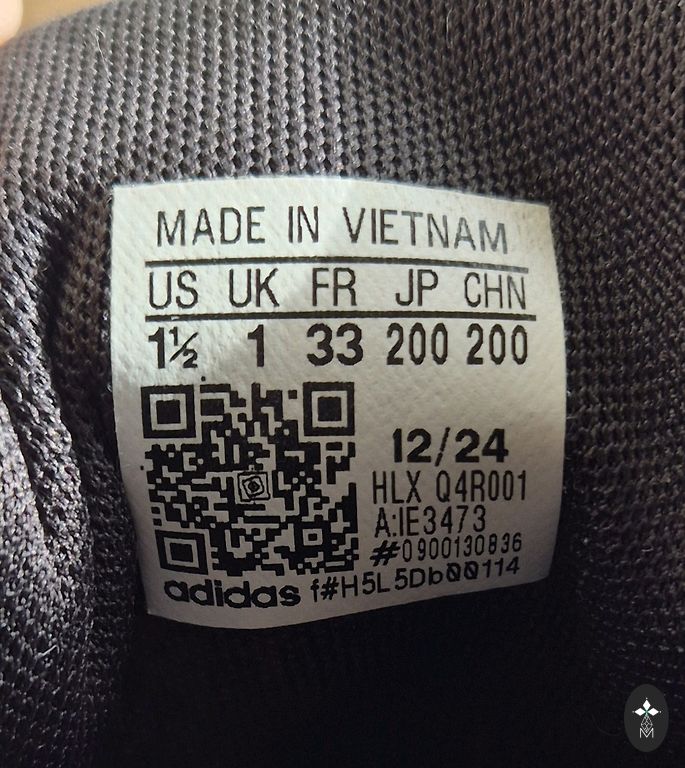 MADE IN VIETNAM
US UK FR JP CHN
1½ 1 33 200 200
12/24
HLX Q4R001
A:IE3473
#0900130836
adidas f#H5L5Db00114